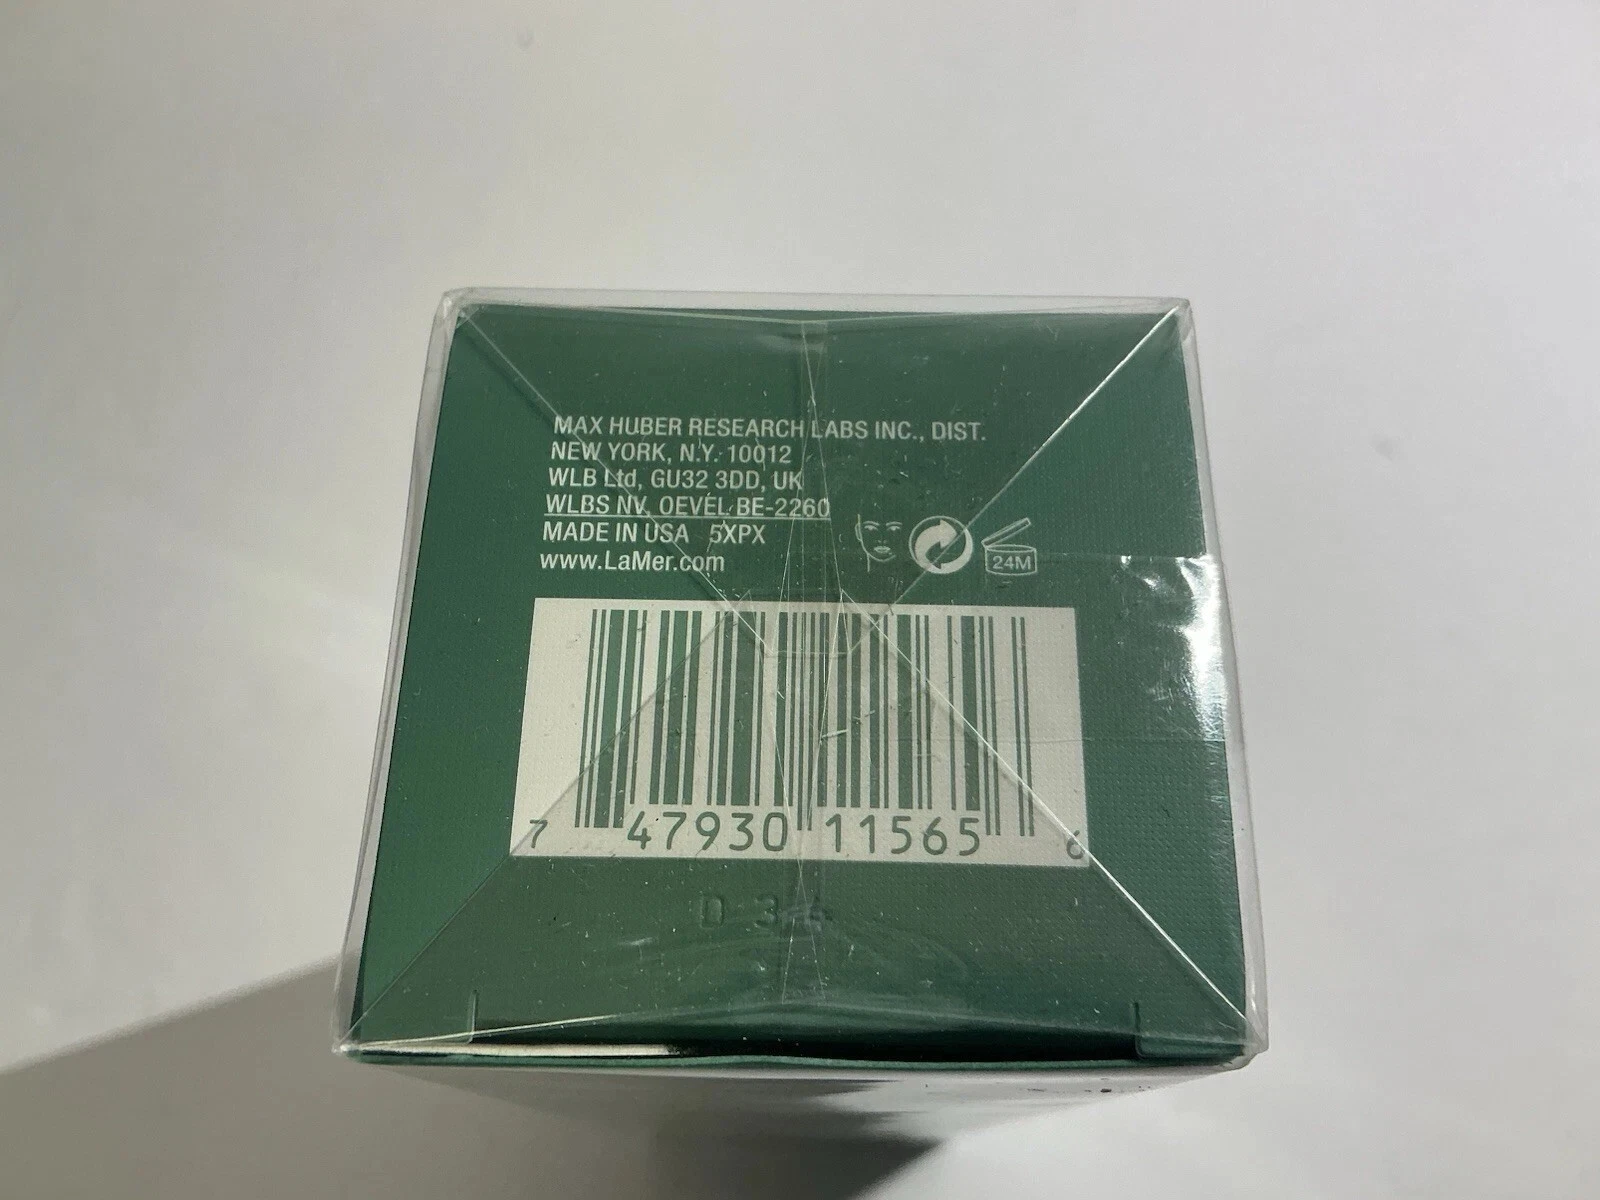 MAX HUBER RESEARCH LABS INC., DIST.
NEW YORK, N.Y. 10012
WLB Ltd, GU32 3DD, UK
WLBS NV, OEVEL BE-2260
MADE IN USA 5XPX
www.LaMer.com
24M
7 47930 11565 6